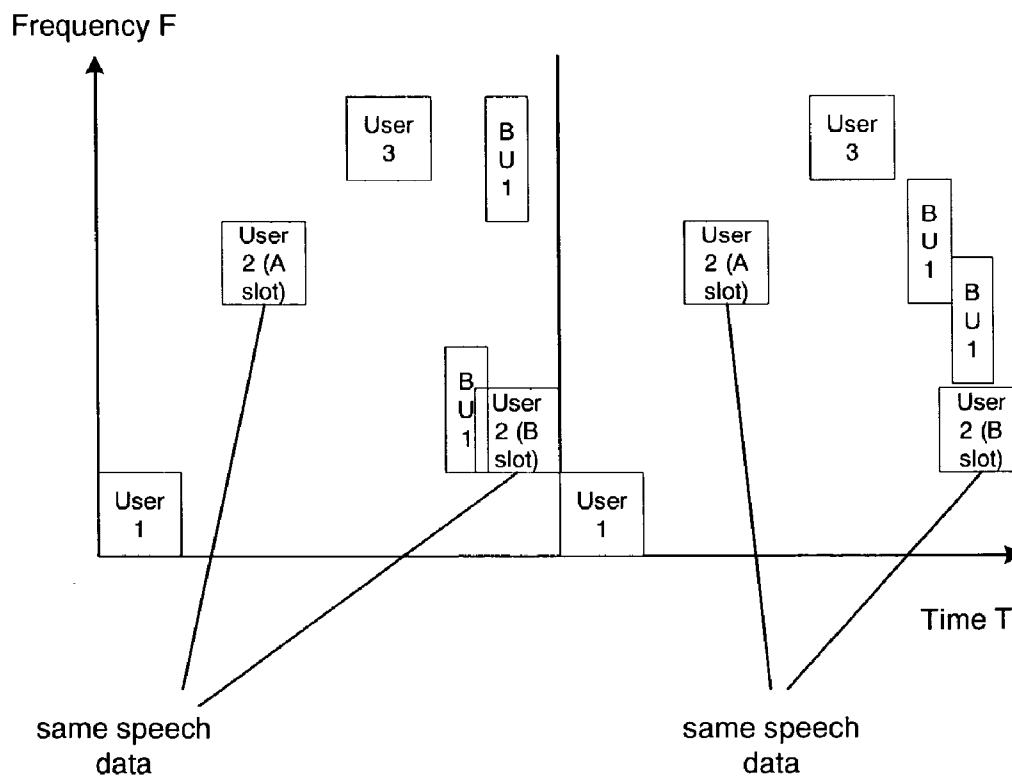 Frequency F
User
3
B
U
1
User
3
User
2 (A
slot)
B
U
1
User
2 (A
slot)
B
U
1
B
U
1
User
2 (B
slot)
User
2 (B
slot)
User
1
User
1
Time T
same speech
data
same speech
data